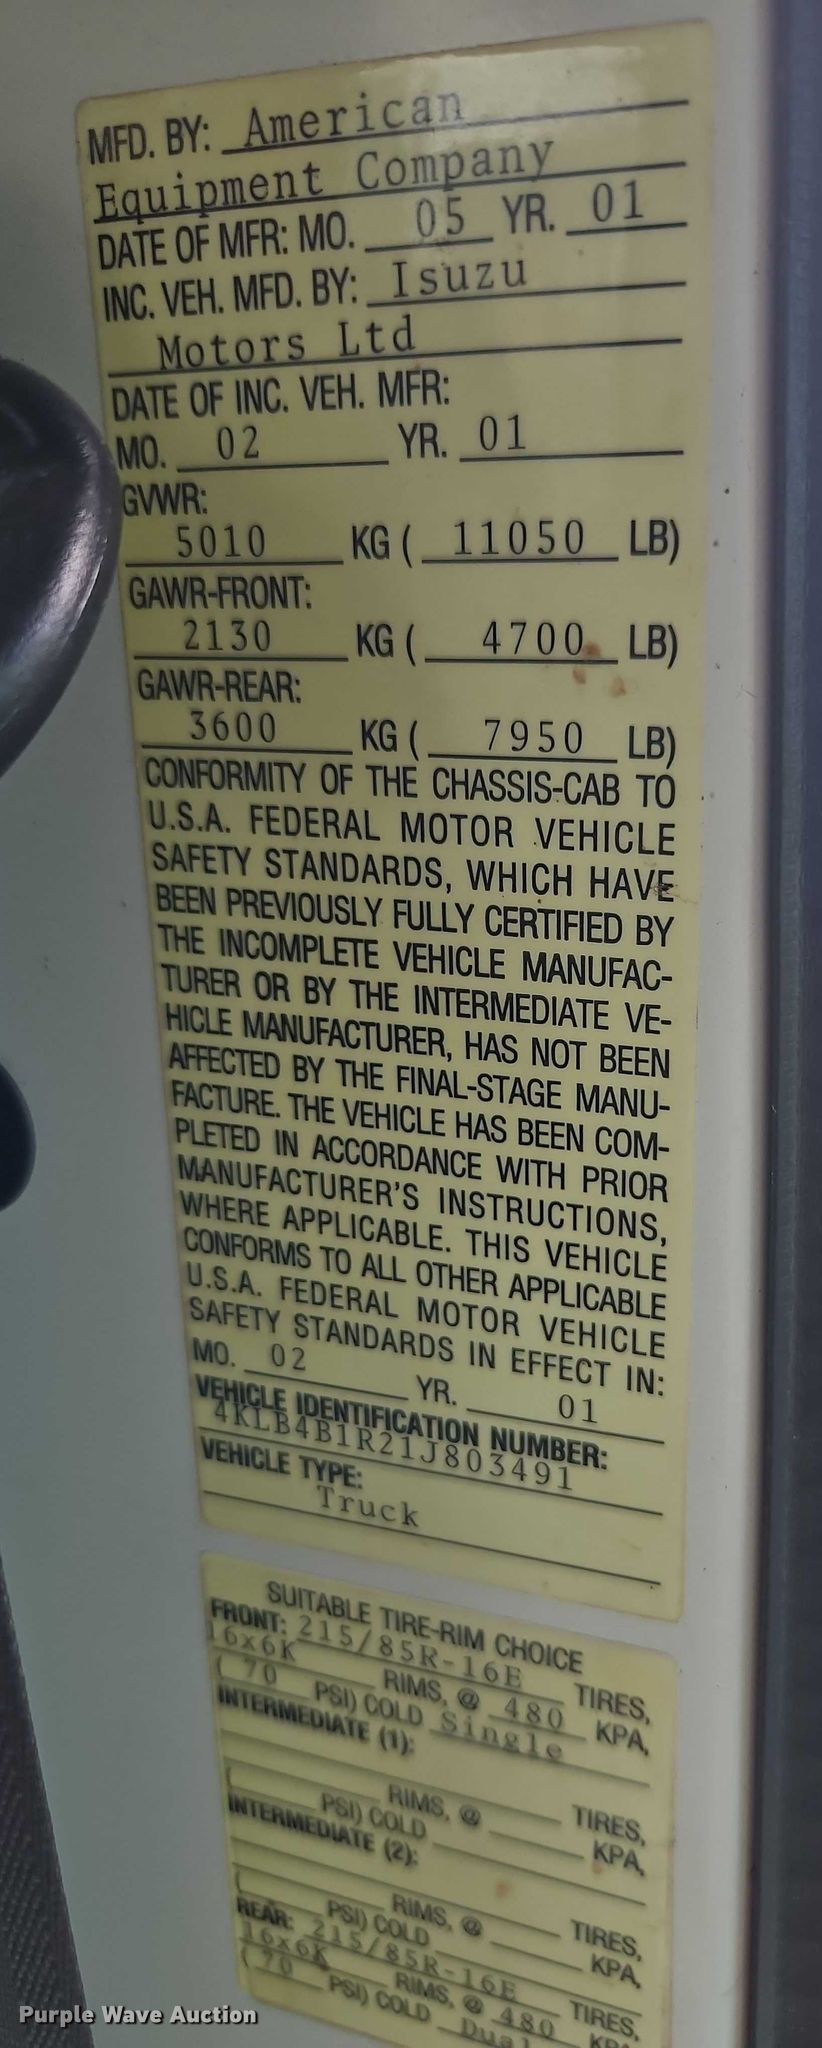 MFD. BY: American
Equipment Company
DATE OF MFR: MO. 05 YR. 01
INC. VEH. MFD. BY: Isuzu
Motors Ltd
DATE OF INC. VEH. MFR:
MO. 02 YR. 01
GVWR:
5010 KG ( 11050 LB)
GAWR-FRONT:
2130 KG ( 4700 LB)
GAWR-REAR:
3600 KG ( 7950 LB)
CONFORMITY OF THE CHASSIS-CAB TO
U.S.A. FEDERAL MOTOR VEHICLE
SAFETY STANDARDS, WHICH HAVE
BEEN PREVIOUSLY FULLY CERTIFIED BY
THE INCOMPLETE VEHICLE MANUFAC-
TURER OR BY THE INTERMEDIATE VE-
HICLE MANUFACTURER, HAS NOT BEEN
AFFECTED BY THE FINAL-STAGE MANU-
FACTURE. THE VEHICLE HAS BEEN COM-
PLETED IN ACCORDANCE WITH PRIOR
MANUFACTURER'S INSTRUCTIONS,
WHERE APPLICABLE. THIS VEHICLE
CONFORMS TO ALL OTHER APPLICABLE
U.S.A. FEDERAL MOTOR VEHICLE
SAFETY STANDARDS IN EFFECT IN:
MO. 02 YR. 01
VEHICLE IDENTIFICATION NUMBER:
4KLB4B1R21J803491
VEHICLE TYPE:
Truck
SUITABLE TIRE-RIM CHOICE
FRONT: 215/85R-16E TIRES,
16x6K RIMS, @ 480 KPA,
( 70 PSI) COLD Single
INTERMEDIATE (1):
TIRES,
RIMS, @ KPA,
( PSI) COLD
INTERMEDIATE (2):
TIRES,
RIMS, @ KPA,
( PSI) COLD
REAR: 215/85R-16E TIRES,
16x6K RIMS, @ 480 KPA
( 70 PSI) COLD Dual
Purple Wave Auction